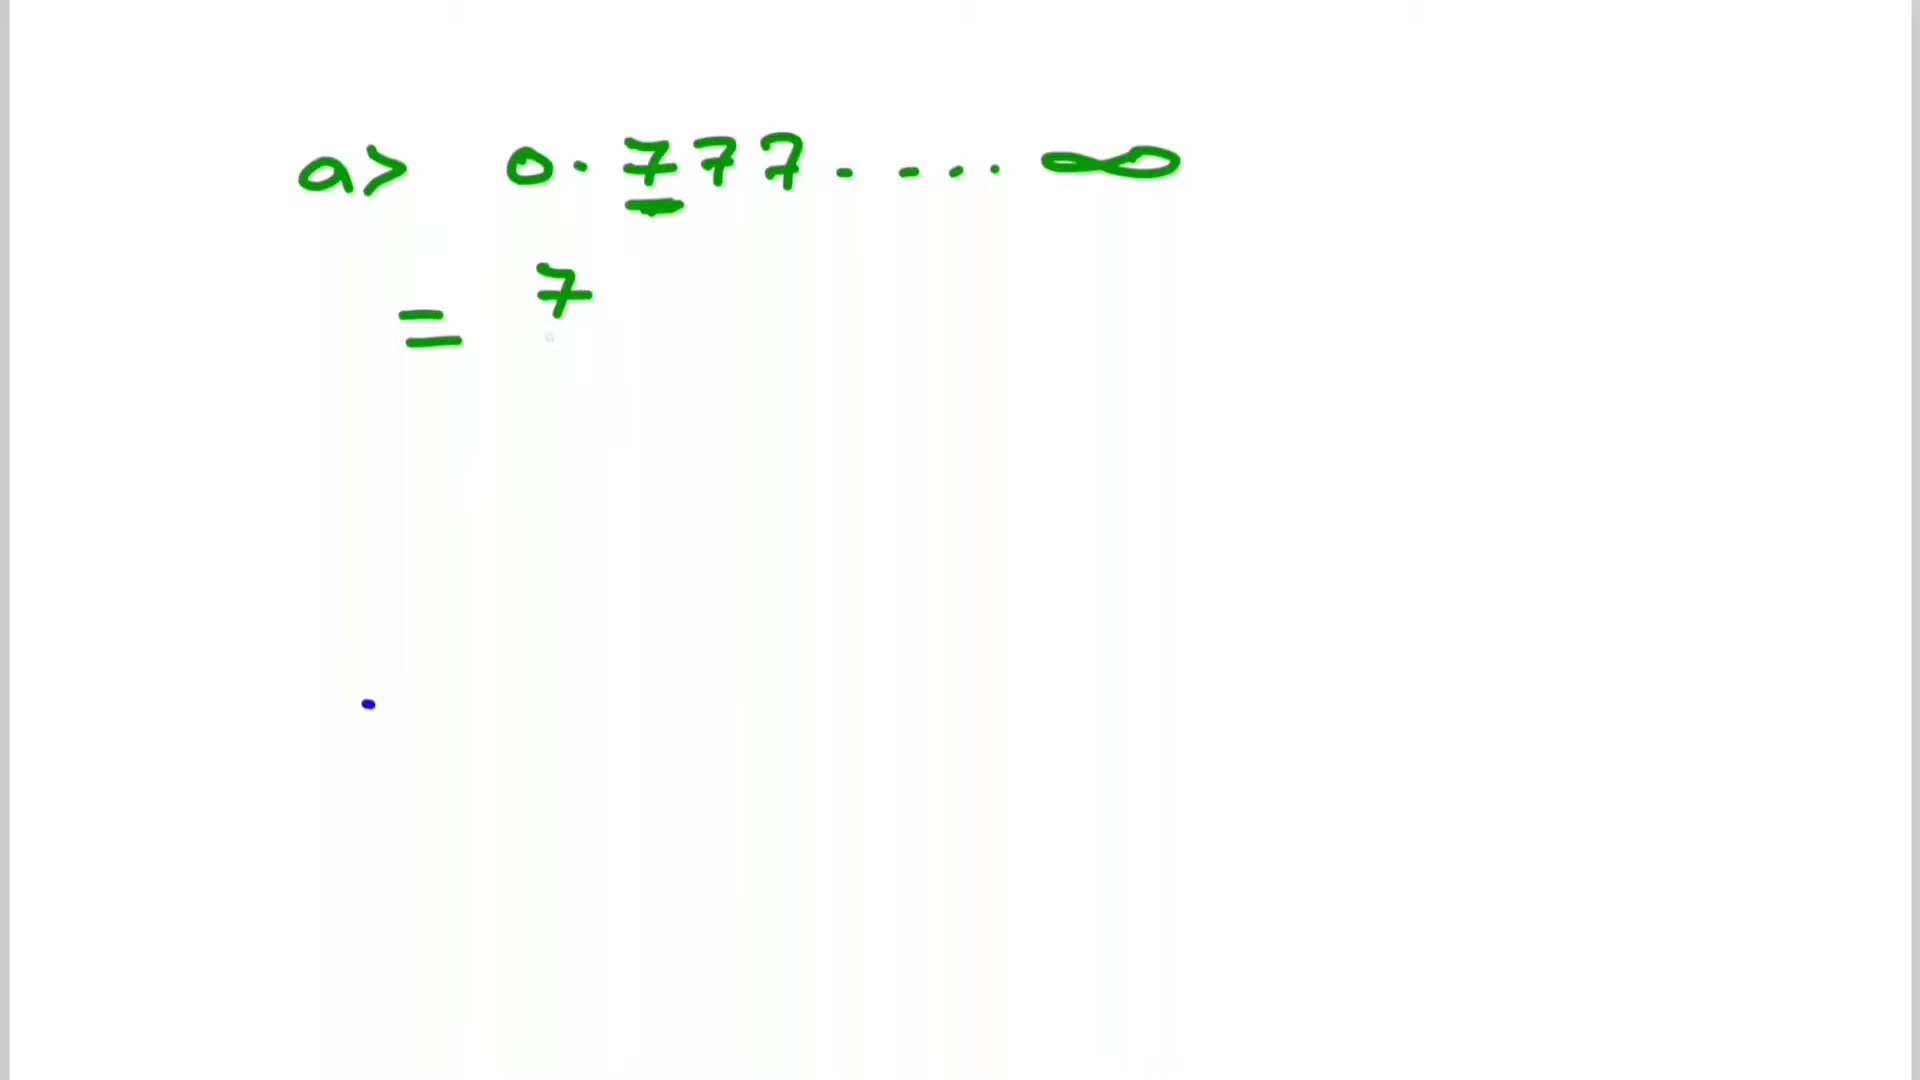 a> 0.777.... ∞
= 7